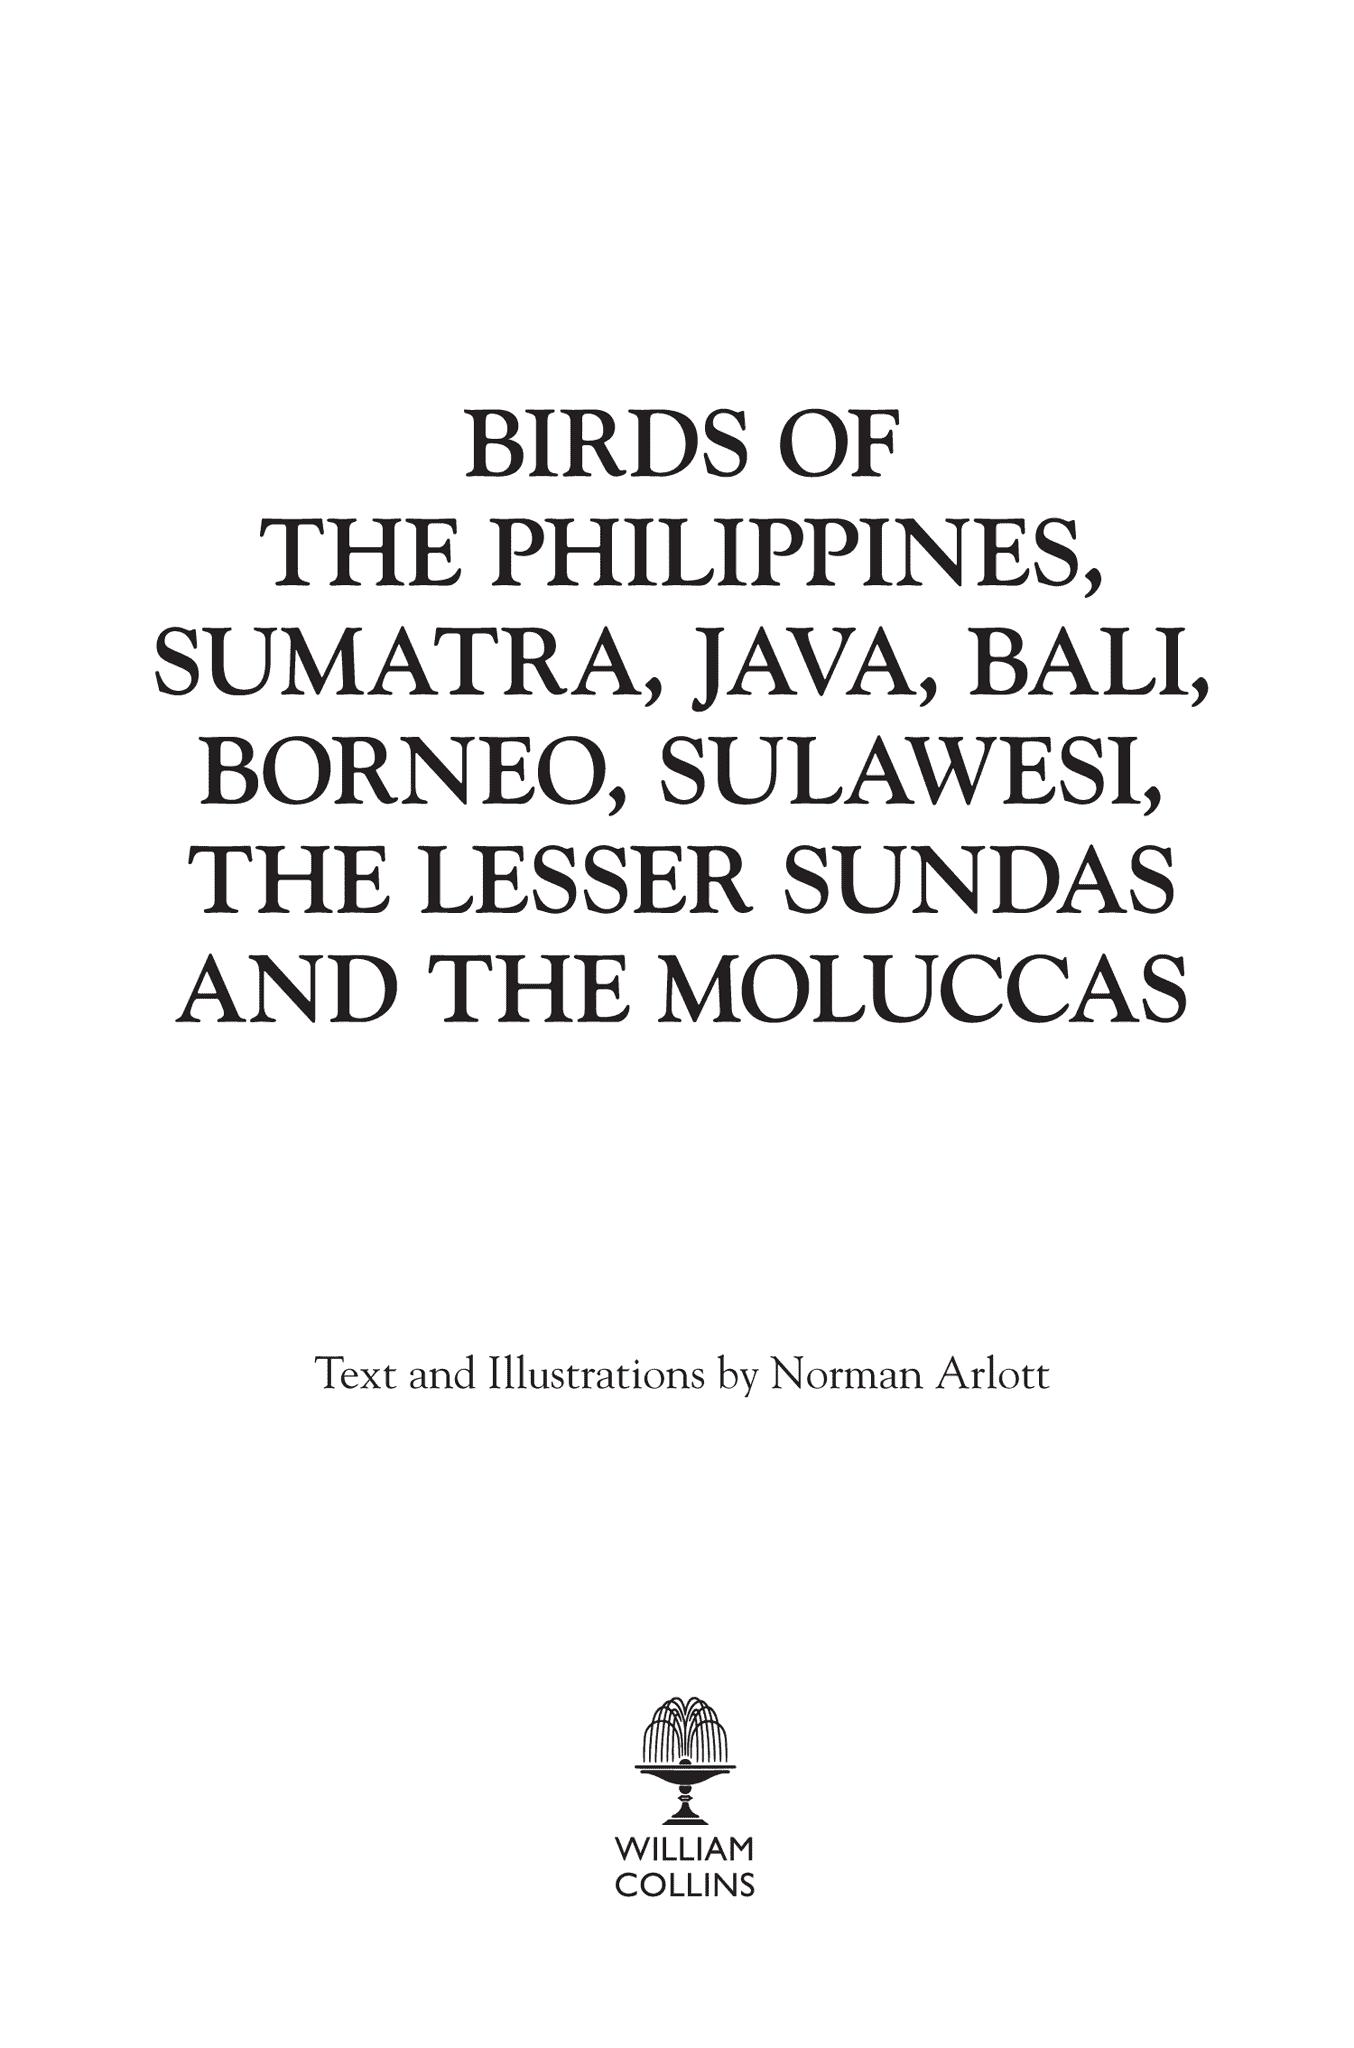 BIRDS OF
THE PHILIPPINES,
SUMATRA, JAVA, BALI,
BORNEO, SULAWESI,
THE LESSER SUNDAS
AND THE MOLUCCAS
Text and Illustrations by Norman Arlott
WILLIAM
COLLINS